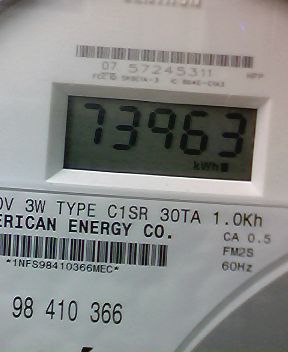 07 57245311
73963
kWh
0V 3W TYPE C1SR 30TA 1.0Kh
ERICAN ENERGY CO.
CA 0.5
*1NFS98410366MEC*
FM2S
60Hz
98 410 366